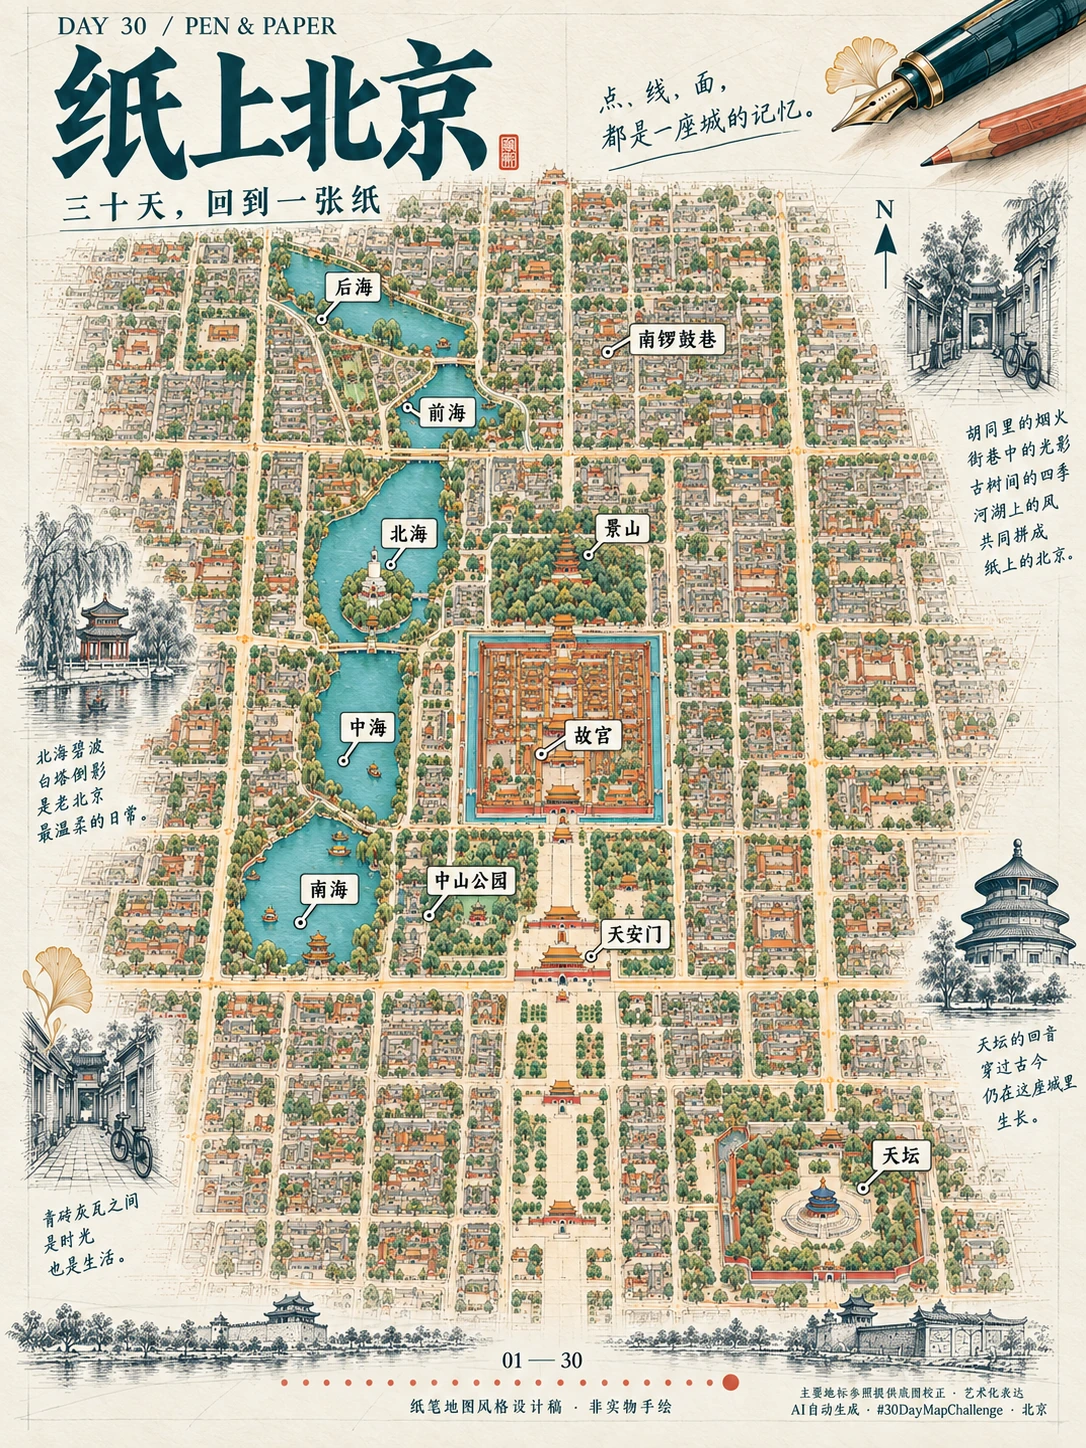 DAY 30 / PEN & PAPER
纸上北京
三十天，回到一张纸
点、线、面，
都是一座城的记忆。
N
后海
南锣鼓巷
前海
胡同里的烟火
街巷中的光影
古树间的四季
河湖上的风
共同拼成
纸上的北京。
北海
景山
中海
故宫
北海碧波
白塔倒影
是老北京
最温柔的日常。
南海
中山公园
天安门
天坛的回音
穿过古今
仍在这座城里
生长。
天坛
青砖灰瓦之间
是时光
也是生活。
01 — 30
纸笔地图风格设计稿 · 非实物手绘
主要地标参照提供底图校正 · 艺术化表达
AI自动生成 · #30DayMapChallenge · 北京